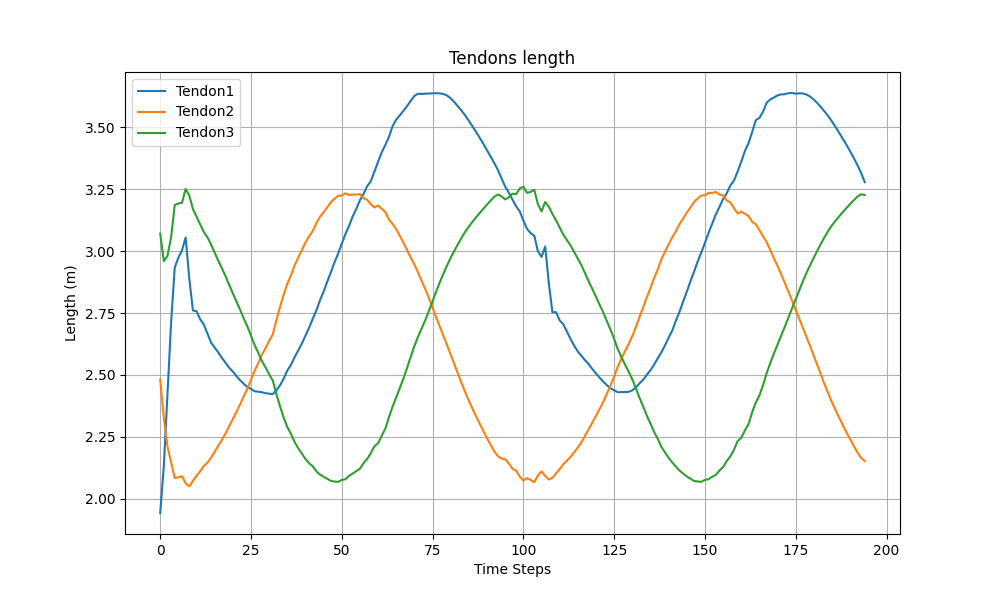 Tendons length
Tendon1
Tendon2
Tendon3
3.50
3.25
3.00
2.75
2.50
2.25
2.00
Length (m)
0 25 50 75 100 125 150 175 200
Time Steps